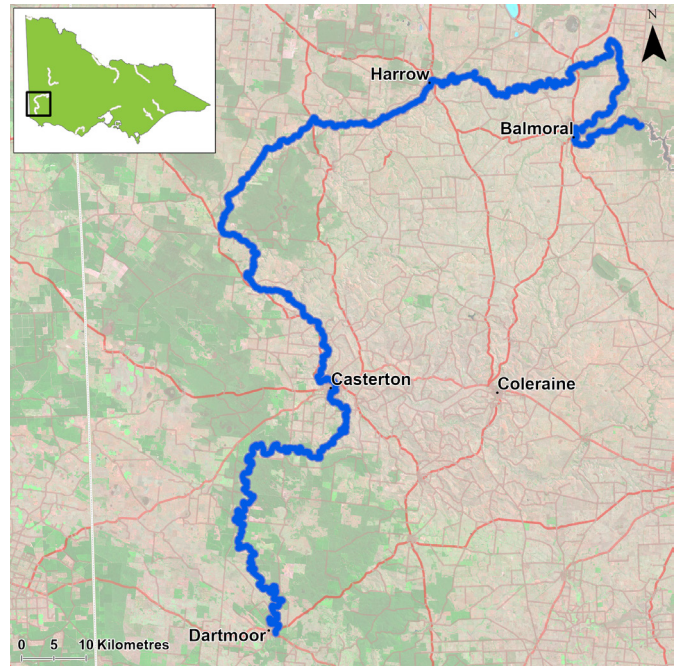 N
Harrow
Balmoral
Casterton
Coleraine
Dartmoor
0 5 10 Kilometres